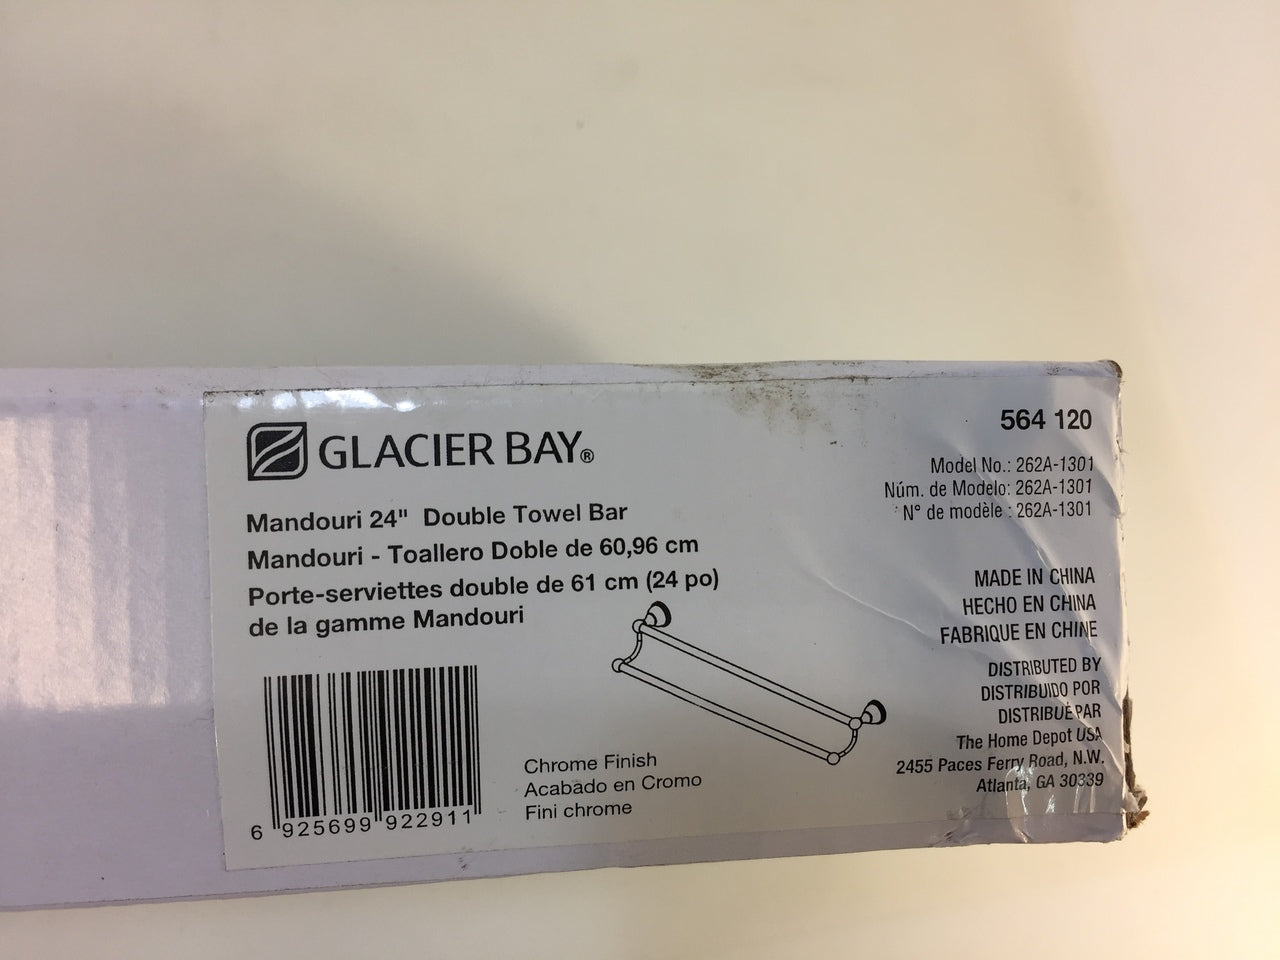 GLACIER BAY®
Mandouri 24" Double Towel Bar
Mandouri - Toallero Doble de 60,96 cm
Porte-serviettes double de 61 cm (24 po)
de la gamme Mandouri
6 925699 922911
Chrome Finish
Acabado en Cromo
Fini chrome
564 120
Model No.: 262A-1301
Núm. de Modelo: 262A-1301
N° de modèle : 262A-1301
MADE IN CHINA
HECHO EN CHINA
FABRIQUE EN CHINE
DISTRIBUTED BY
DISTRIBUIDO POR
DISTRIBUÉ PAR
The Home Depot USA
2455 Paces Ferry Road, N.W.
Atlanta, GA 30339